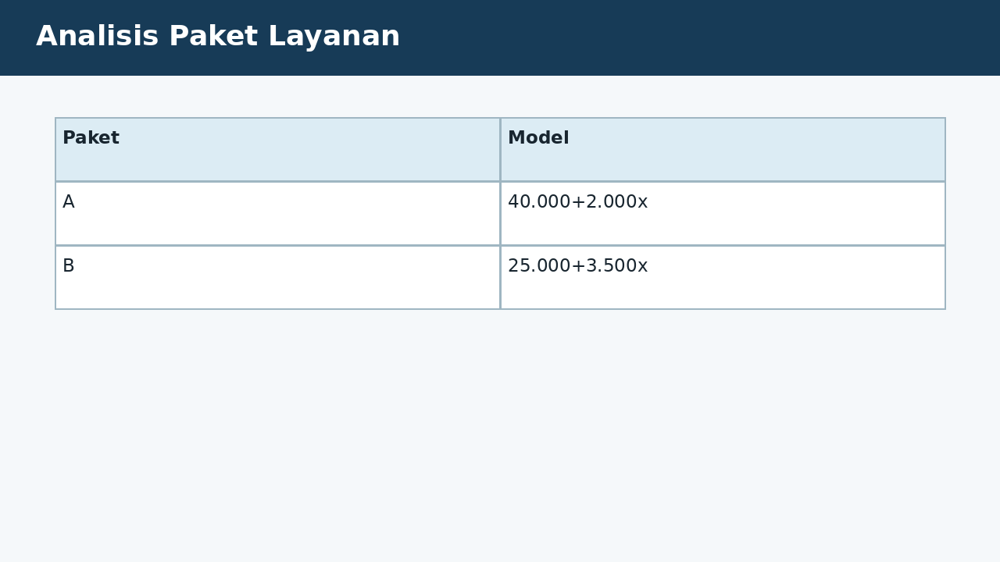 Analisis Paket Layanan
Paket Model
A 40.000+2.000x
B 25.000+3.500x